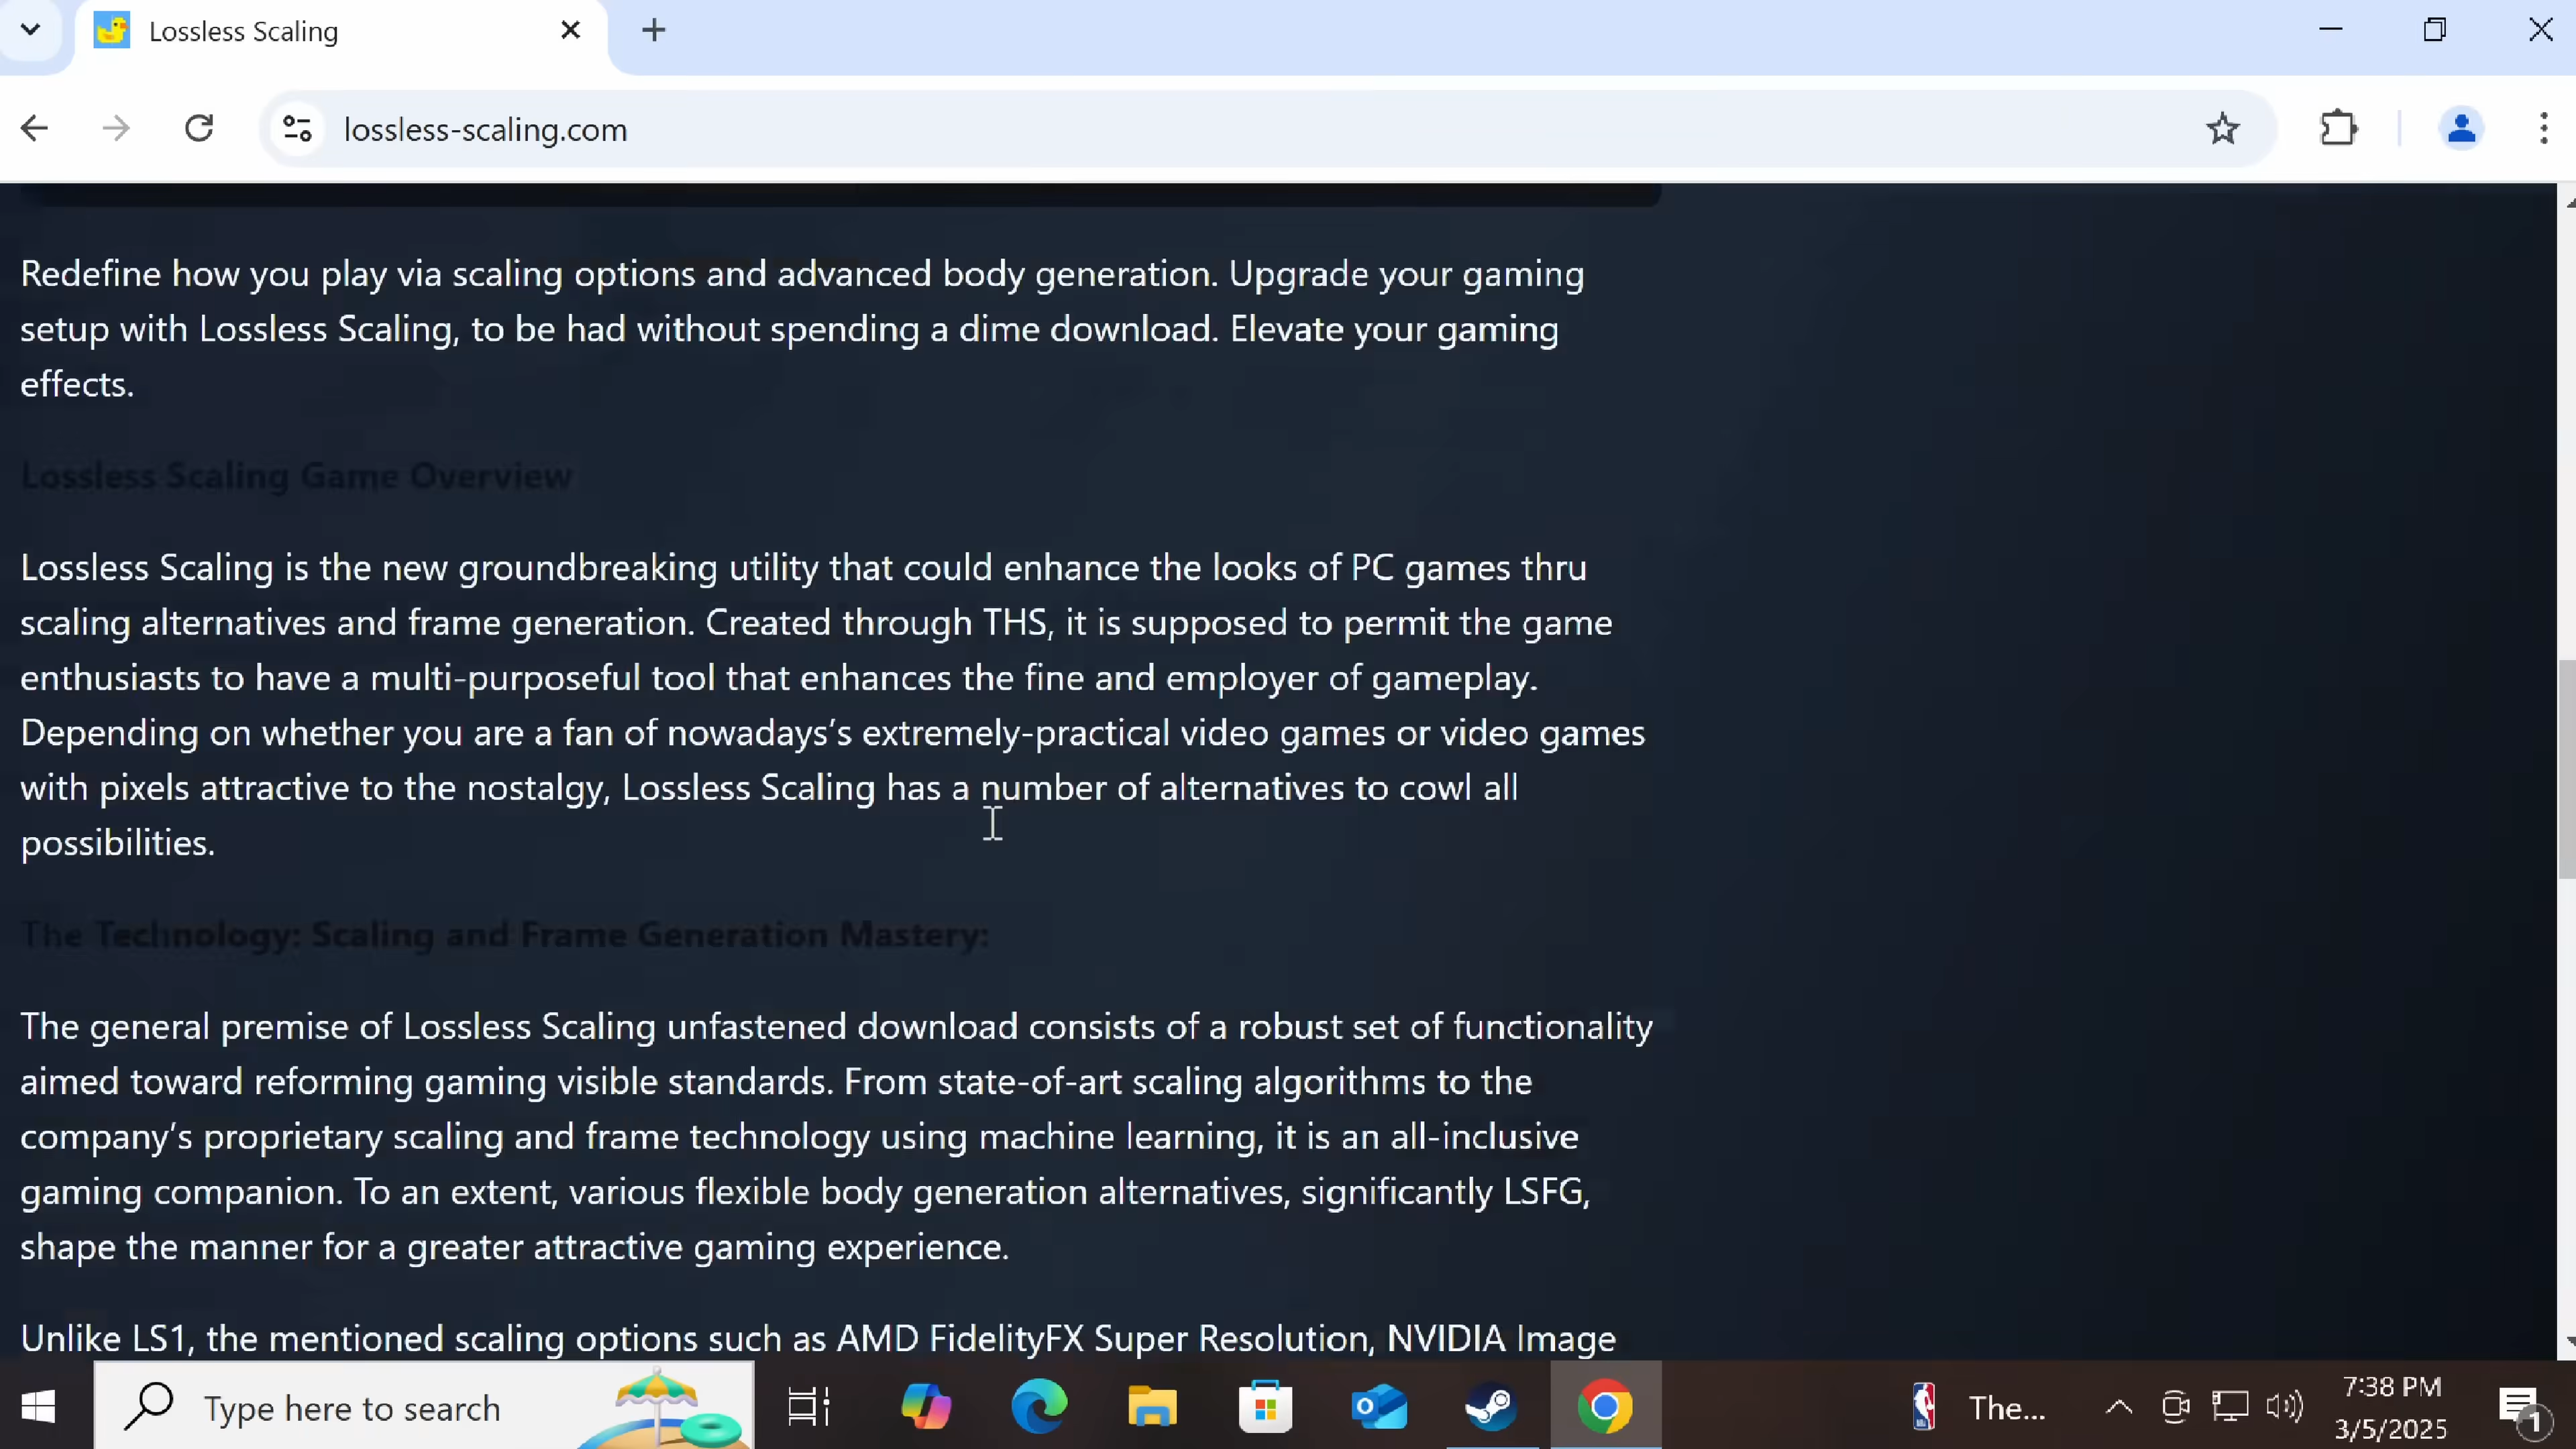 Lossless Scaling
lossless-scaling.com
Redefine how you play via scaling options and advanced body generation. Upgrade your gaming
setup with Lossless Scaling, to be had without spending a dime download. Elevate your gaming
effects.
Lossless Scaling Game Overview
Lossless Scaling is the new groundbreaking utility that could enhance the looks of PC games thru
scaling alternatives and frame generation. Created through THS, it is supposed to permit the game
enthusiasts to have a multi-purposeful tool that enhances the fine and employer of gameplay.
Depending on whether you are a fan of nowadays’s extremely-practical video games or video games
with pixels attractive to the nostalgy, Lossless Scaling has a number of alternatives to cowl all
possibilities.
The Technology: Scaling and Frame Generation Mastery:
The general premise of Lossless Scaling unfastened download consists of a robust set of functionality
aimed toward reforming gaming visible standards. From state-of-art scaling algorithms to the
company’s proprietary scaling and frame technology using machine learning, it is an all-inclusive
gaming companion. To an extent, various flexible body generation alternatives, significantly LSFG,
shape the manner for a greater attractive gaming experience.
Unlike LS1, the mentioned scaling options such as AMD FidelityFX Super Resolution, NVIDIA Image
Type here to search
The...
7:38 PM
3/5/2025
1